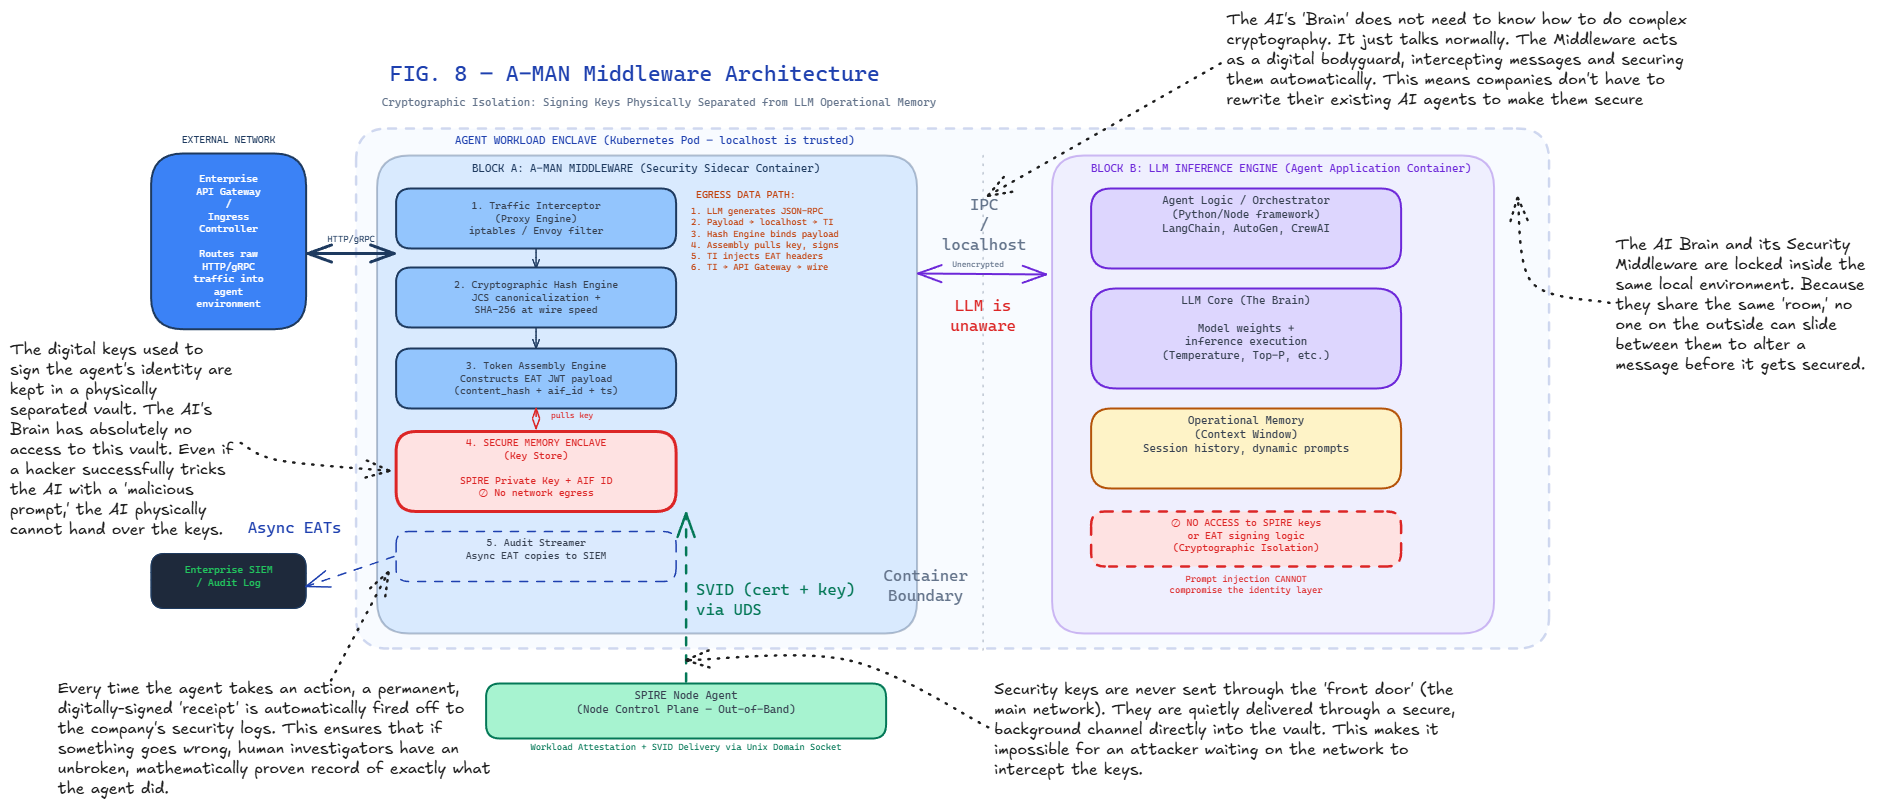 The AI's 'Brain' does not need to know how to do complex
cryptography. It just talks normally. The Middleware acts
as a digital bodyguard, intercepting messages and securing
them automatically. This means companies don't have to
rewrite their existing AI agents to make them secure
FIG. 8 — A-MAN Middleware Architecture
Cryptographic Isolation: Signing Keys Physically Separated from LLM Operational Memory
EXTERNAL NETWORK
Enterprise
API Gateway
/
Ingress
Controller
Routes raw
HTTP/gRPC
traffic into
agent
environment
HTTP/gRPC
AGENT WORKLOAD ENCLAVE (Kubernetes Pod — localhost is trusted)
BLOCK A: A-MAN MIDDLEWARE (Security Sidecar Container)
1. Traffic Interceptor
(Proxy Engine)
iptables / Envoy filter
2. Cryptographic Hash Engine
JCS canonicalization +
SHA-256 at wire speed
3. Token Assembly Engine
Constructs EAT JWT payload
(content_hash + aif_id + ts)
pulls key
4. SECURE MEMORY ENCLAVE
(Key Store)
SPIRE Private Key + AIF ID
⊘ No network egress
5. Audit Streamer
Async EAT copies to SIEM
EGRESS DATA PATH:
1. LLM generates JSON-RPC
2. Payload → localhost → TI
3. Hash Engine binds payload
4. Assembly pulls key, signs
5. TI injects EAT headers
6. TI → API Gateway → wire
IPC
/
localhost
Unencrypted
LLM is
unaware
Container
Boundary
BLOCK B: LLM INFERENCE ENGINE (Agent Application Container)
Agent Logic / Orchestrator
(Python/Node framework)
LangChain, AutoGen, CrewAI
LLM Core (The Brain)
Model weights +
inference execution
(Temperature, Top-P, etc.)
Operational Memory
(Context Window)
Session history, dynamic prompts
⊘ NO ACCESS to SPIRE keys
or EAT signing logic
(Cryptographic Isolation)
Prompt injection CANNOT
compromise the identity layer
The AI Brain and its Security
Middleware are locked inside the
same local environment. Because
they share the same 'room,' no
one on the outside can slide
between them to alter a
message before it gets secured.
The digital keys used to
sign the agent's identity are
kept in a physically
separated vault. The AI's
Brain has absolutely no
access to this vault. Even if
a hacker successfully tricks
the AI with a 'malicious
prompt,' the AI physically
cannot hand over the keys.
Async EATs
Enterprise SIEM
/ Audit Log
SVID (cert + key)
via UDS
SPIRE Node Agent
(Node Control Plane — Out-of-Band)
Workload Attestation + SVID Delivery via Unix Domain Socket
Every time the agent takes an action, a permanent,
digitally-signed 'receipt' is automatically fired off to
the company's security logs. This ensures that if
something goes wrong, human investigators have an
unbroken, mathematically proven record of exactly what
the agent did.
Security keys are never sent through the 'front door' (the
main network). They are quietly delivered through a secure,
background channel directly into the vault. This makes it
impossible for an attacker waiting on the network to
intercept the keys.